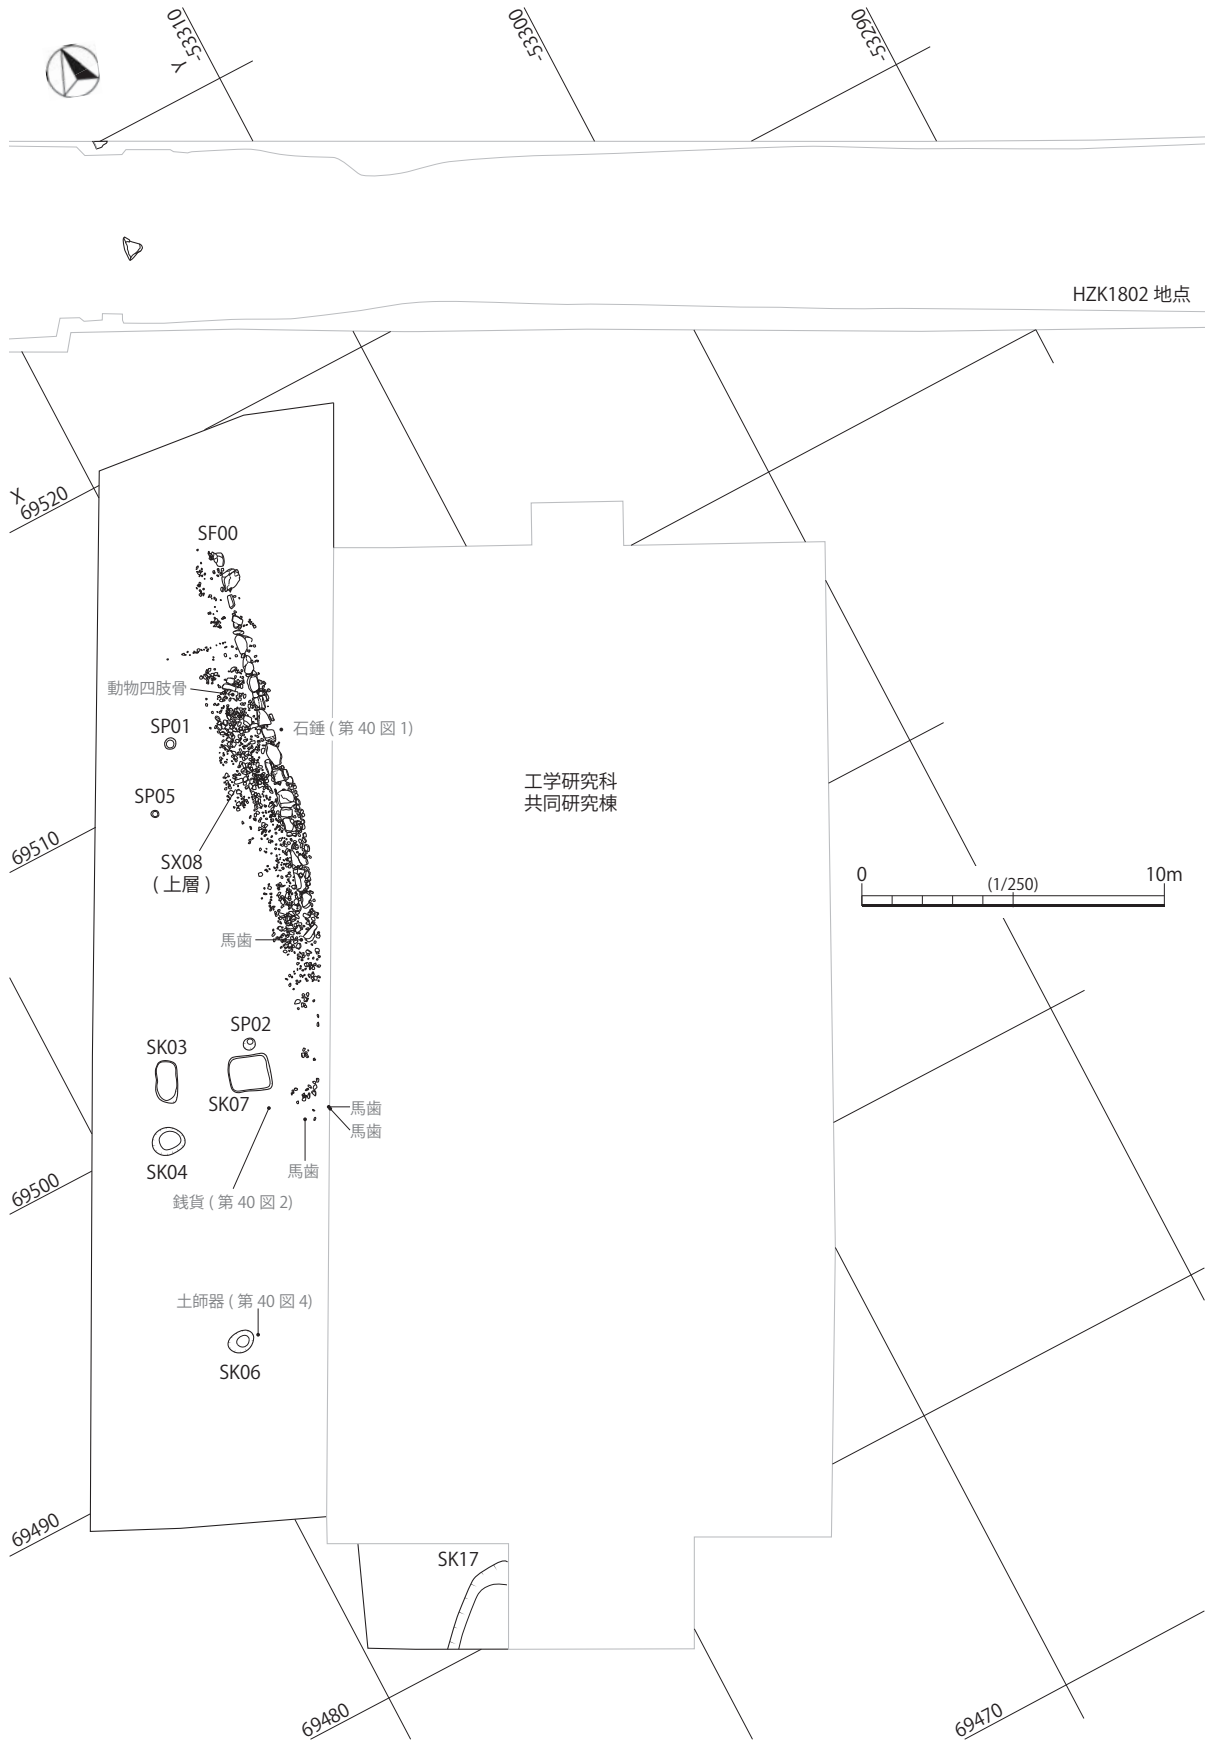 Y
-53310
-53300
-53290
HZK1802 地点
X
69520
SF00
動物四肢骨
SP01
石錘 ( 第 40 図 1)
工学研究科
共同研究棟
SP05
69510
SX08
( 上層 )
0
(1/250)
10m
馬歯
SP02
SK03
SK07
馬歯
馬歯
SK04
馬歯
69500
銭貨 ( 第 40 図 2)
土師器 ( 第 40 図 4)
SK06
69490
SK17
69480
69470